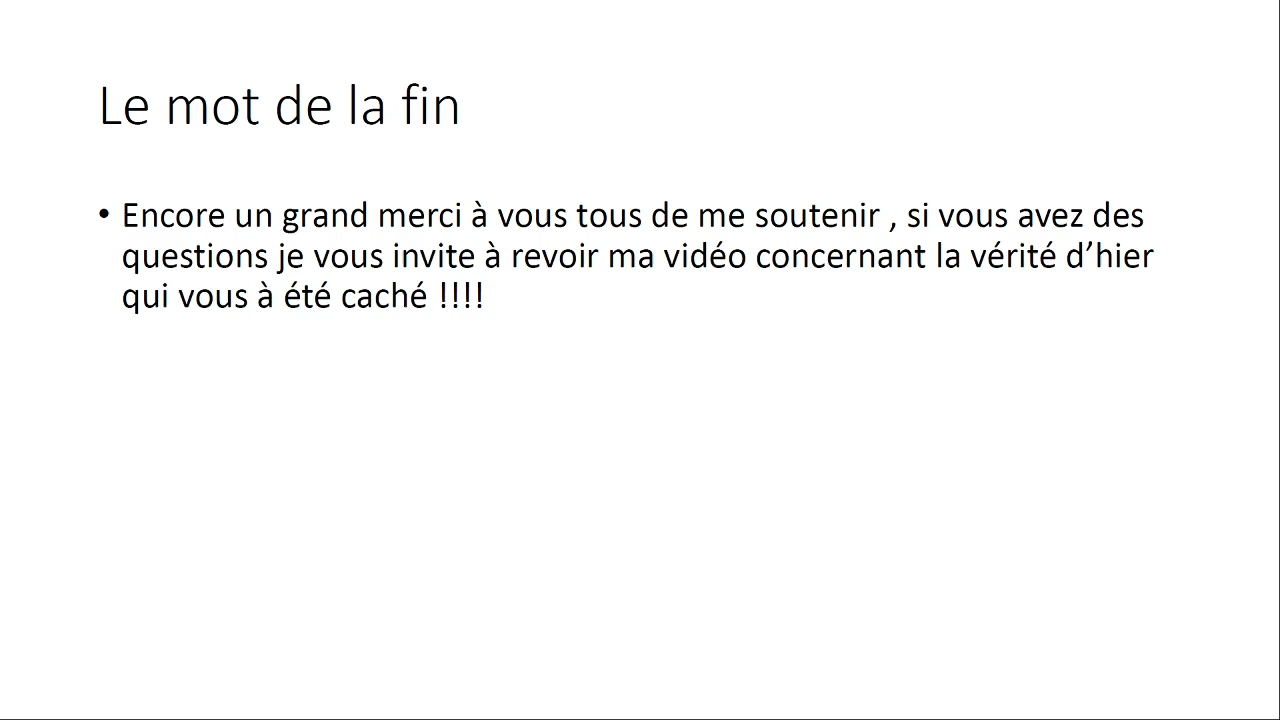 Le mot de la fin
• Encore un grand merci à vous tous de me soutenir , si vous avez des
questions je vous invite à revoir ma vidéo concernant la vérité d’hier
qui vous à été caché !!!!